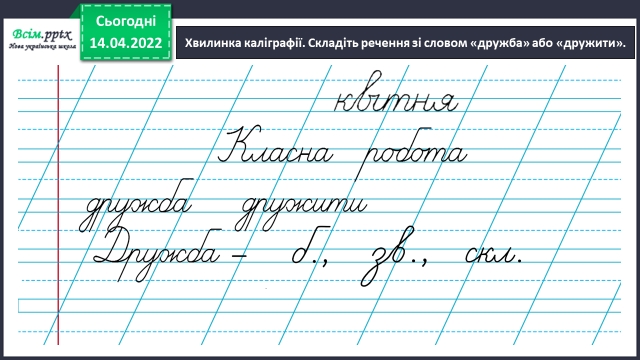 Всім.pptx
Нова українська школа
Сьогодні
14.04.2022
Хвилинка каліграфії. Складіть речення зі словом «дружба» або «дружити».
квітня
Класна робота
дружба дружити
Дружба – б., зв., скл.